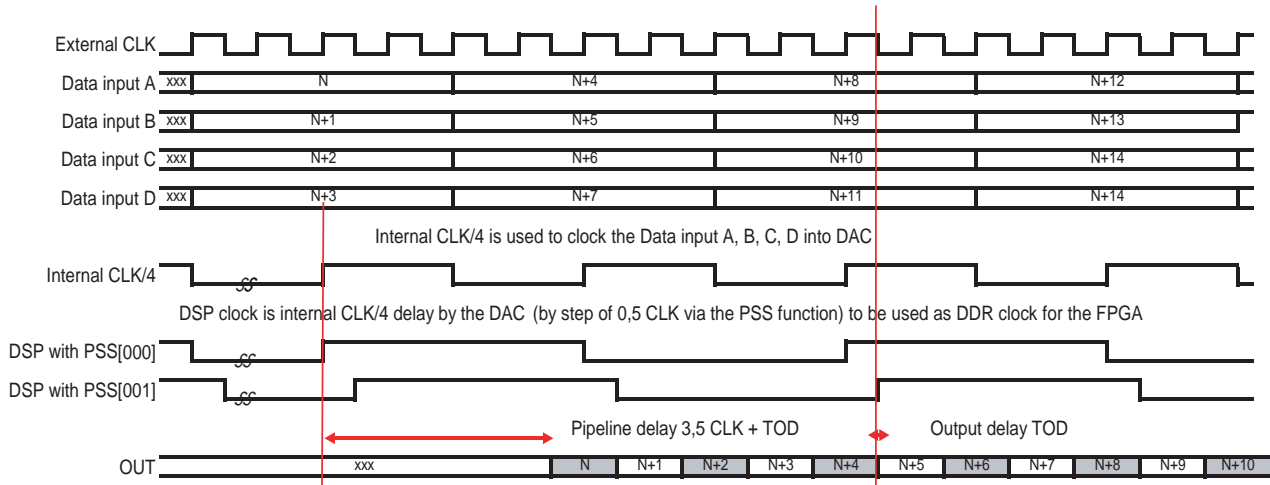 External CLK
Data input A xxx N N+4 N+8 N+12
Data input B xxx N+1 N+5 N+9 N+13
Data input C xxx N+2 N+6 N+10 N+14
Data input D xxx N+3 N+7 N+11 N+14
Internal CLK/4 is used to clock the Data input A, B, C, D into DAC
Internal CLK/4
DSP clock is internal CLK/4 delay by the DAC (by step of 0,5 CLK via the PSS function) to be used as DDR clock for the FPGA
DSP with PSS[000]
DSP with PSS[001]
Pipeline delay 3,5 CLK + TOD Output delay TOD
OUT xxx N N+1 N+2 N+3 N+4 N+5 N+6 N+7 N+8 N+9 N+10